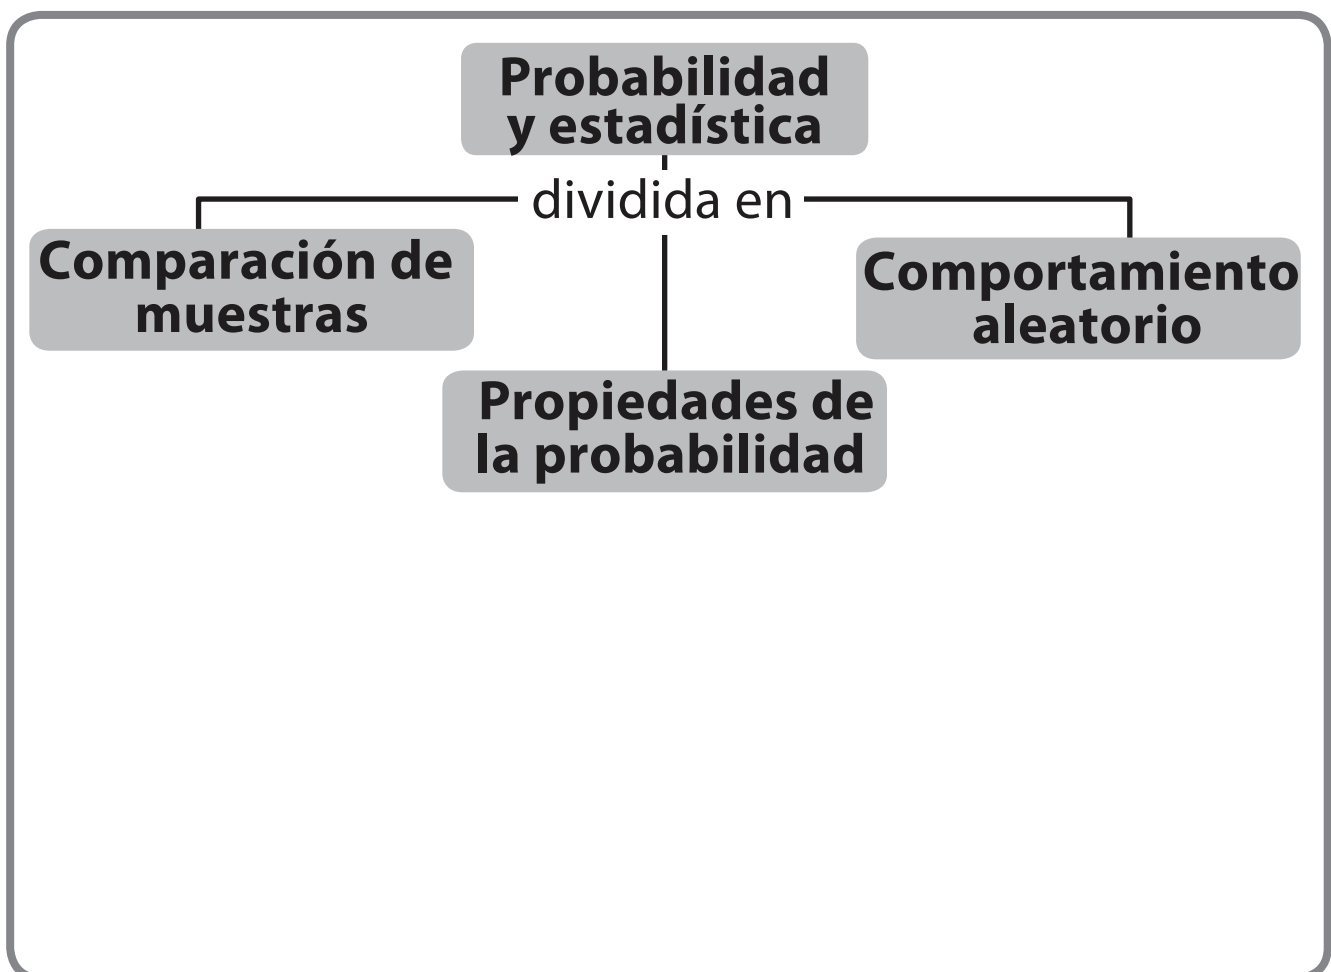 Probabilidad
y estadística
dividida en
Comparación de
muestras
Comportamiento
aleatorio
Propiedades de
la probabilidad